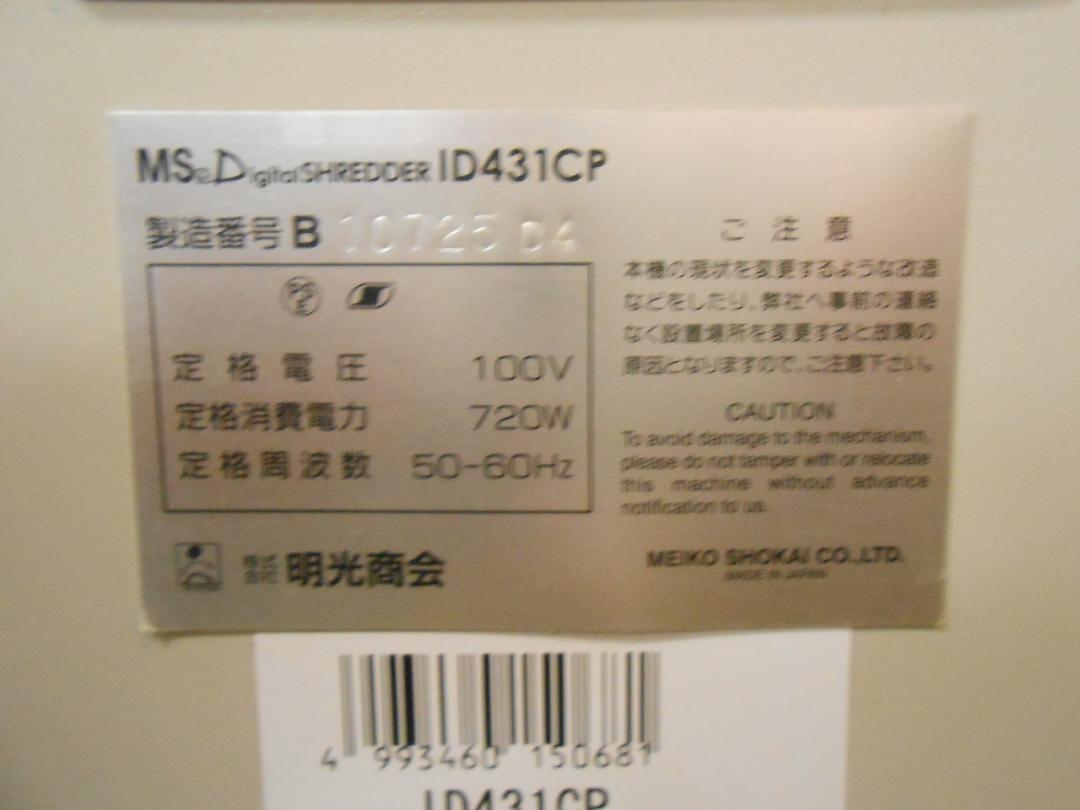 MSe.DigitalSHREDDER ID431CP
製造番号 B 10725 D4
PS E
定格電圧 100V
定格消費電力 720W
定格周波数 50-60Hz
株式会社 明光商会
ご注意
本機の現状を変更するような改造
などをしたり、弊社へ事前の連絡
なく設置場所を変更すると故障の
原因となりますので、ご注意下さい。
CAUTION
To avoid damage to the mechanism,
please do not tamper with or relocate
this machine without advance
notification to us.
MEIKO SHOKAI CO.,LTD.
MADE IN JAPAN
4 993460 150681
ID431CP